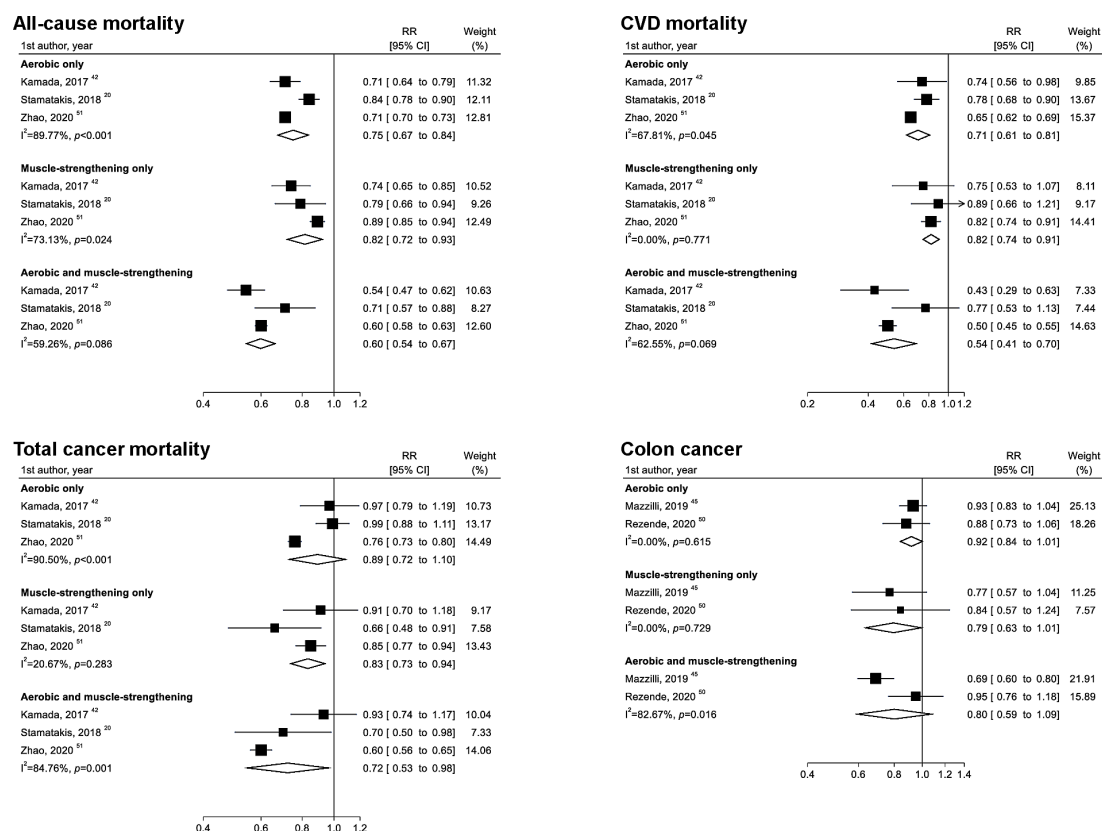 All-cause mortality
RR Weight
1st author, year [95% CI] (%)
Aerobic only
Kamada, 2017 42 0.71 [ 0.64 to 0.79] 11.32
Stamatakis, 2018 20 0.84 [ 0.78 to 0.90] 12.11
Zhao, 2020 51 0.71 [ 0.70 to 0.73] 12.81
I2=89.77%, p<0.001 0.75 [ 0.67 to 0.84]
Muscle-strengthening only
Kamada, 2017 42 0.74 [ 0.65 to 0.85] 10.52
Stamatakis, 2018 20 0.79 [ 0.66 to 0.94] 9.26
Zhao, 2020 51 0.89 [ 0.85 to 0.94] 12.49
I2=73.13%, p=0.024 0.82 [ 0.72 to 0.93]
Aerobic and muscle-strengthening
Kamada, 2017 42 0.54 [ 0.47 to 0.62] 10.63
Stamatakis, 2018 20 0.71 [ 0.57 to 0.88] 8.27
Zhao, 2020 51 0.60 [ 0.58 to 0.63] 12.60
I2=59.26%, p=0.086 0.60 [ 0.54 to 0.67]
0.4 0.6 0.8 1.0 1.2
CVD mortality
RR Weight
1st author, year [95% CI] (%)
Aerobic only
Kamada, 2017 42 0.74 [ 0.56 to 0.98] 9.85
Stamatakis, 2018 20 0.78 [ 0.68 to 0.90] 13.67
Zhao, 2020 51 0.65 [ 0.62 to 0.69] 15.37
I2=67.81%, p=0.045 0.71 [ 0.61 to 0.81]
Muscle-strengthening only
Kamada, 2017 42 0.75 [ 0.53 to 1.07] 8.11
Stamatakis, 2018 20 0.89 [ 0.66 to 1.21] 9.17
Zhao, 2020 51 0.82 [ 0.74 to 0.91] 14.41
I2=0.00%, p=0.771 0.82 [ 0.74 to 0.91]
Aerobic and muscle-strengthening
Kamada, 2017 42 0.43 [ 0.29 to 0.63] 7.33
Stamatakis, 2018 20 0.77 [ 0.53 to 1.13] 7.44
Zhao, 2020 51 0.50 [ 0.45 to 0.55] 14.63
I2=62.55%, p=0.069 0.54 [ 0.41 to 0.70]
0.2 0.4 0.6 0.8 1.0 1.2
Total cancer mortality
RR Weight
1st author, year [95% CI] (%)
Aerobic only
Kamada, 2017 42 0.97 [ 0.79 to 1.19] 10.73
Stamatakis, 2018 20 0.99 [ 0.88 to 1.11] 13.17
Zhao, 2020 51 0.76 [ 0.73 to 0.80] 14.49
I2=90.50%, p<0.001 0.89 [ 0.72 to 1.10]
Muscle-strengthening only
Kamada, 2017 42 0.91 [ 0.70 to 1.18] 9.17
Stamatakis, 2018 20 0.66 [ 0.48 to 0.91] 7.58
Zhao, 2020 51 0.85 [ 0.77 to 0.94] 13.43
I2=20.67%, p=0.283 0.83 [ 0.73 to 0.94]
Aerobic and muscle-strengthening
Kamada, 2017 42 0.93 [ 0.74 to 1.17] 10.04
Stamatakis, 2018 20 0.70 [ 0.50 to 0.98] 7.33
Zhao, 2020 51 0.60 [ 0.56 to 0.65] 14.06
I2=84.76%, p=0.001 0.72 [ 0.53 to 0.98]
0.4 0.6 0.8 1.0 1.2
Colon cancer
RR Weight
1st author, year [95% CI] (%)
Aerobic only
Mazzilli, 2019 45 0.93 [ 0.83 to 1.04] 25.13
Rezende, 2020 50 0.88 [ 0.73 to 1.06] 18.26
I2=0.00%, p=0.615 0.92 [ 0.84 to 1.01]
Muscle-strengthening only
Mazzilli, 2019 45 0.77 [ 0.57 to 1.04] 11.25
Rezende, 2020 50 0.84 [ 0.57 to 1.24] 7.57
I2=0.00%, p=0.729 0.79 [ 0.63 to 1.01]
Aerobic and muscle-strengthening
Mazzilli, 2019 45 0.69 [ 0.60 to 0.80] 21.91
Rezende, 2020 50 0.95 [ 0.76 to 1.18] 15.89
I2=82.67%, p=0.016 0.80 [ 0.59 to 1.09]
0.4 0.6 0.8 1.0 1.2 1.4